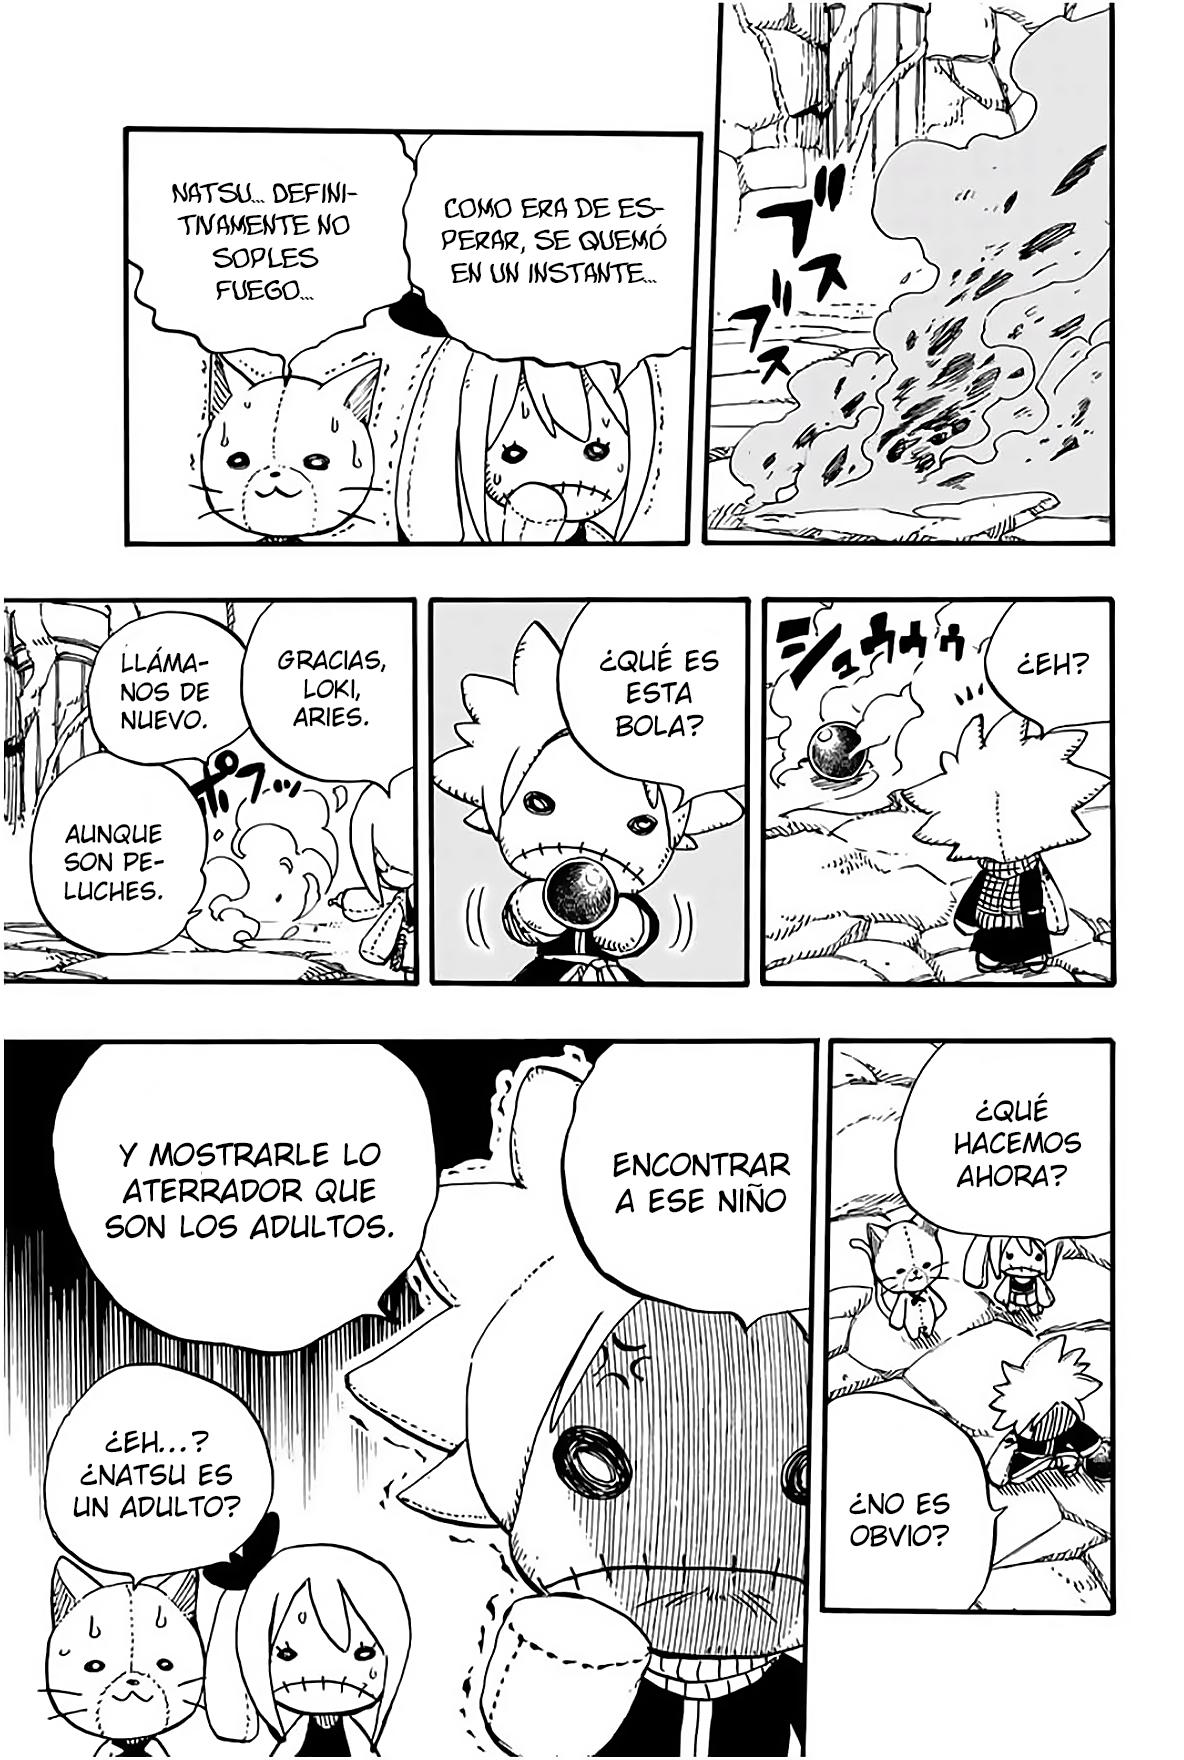 ブス
ブス
COMO ERA DE ES-
PERAR, SE QUEMÓ
EN UN INSTANTE...
NATSU... DEFINI-
TIVAMENTE NO
SOPLES
FUEGO...
¿EH?
シュウウゥゥ
¿QUÉ ES
ESTA
BOLA?
GRACIAS,
LOKI,
ARIES.
LLÁMA-
NOS DE
NUEVO.
ポフッ
AUNQUE
SON PE-
LUCHES.
¿QUÉ
HACEMOS
AHORA?
¿NO ES
OBVIO?
ENCONTRAR
A ESE NIÑO
Y MOSTRARLE LO
ATERRADOR QUE
SON LOS ADULTOS.
¿EH...?
¿NATSU ES
UN ADULTO?